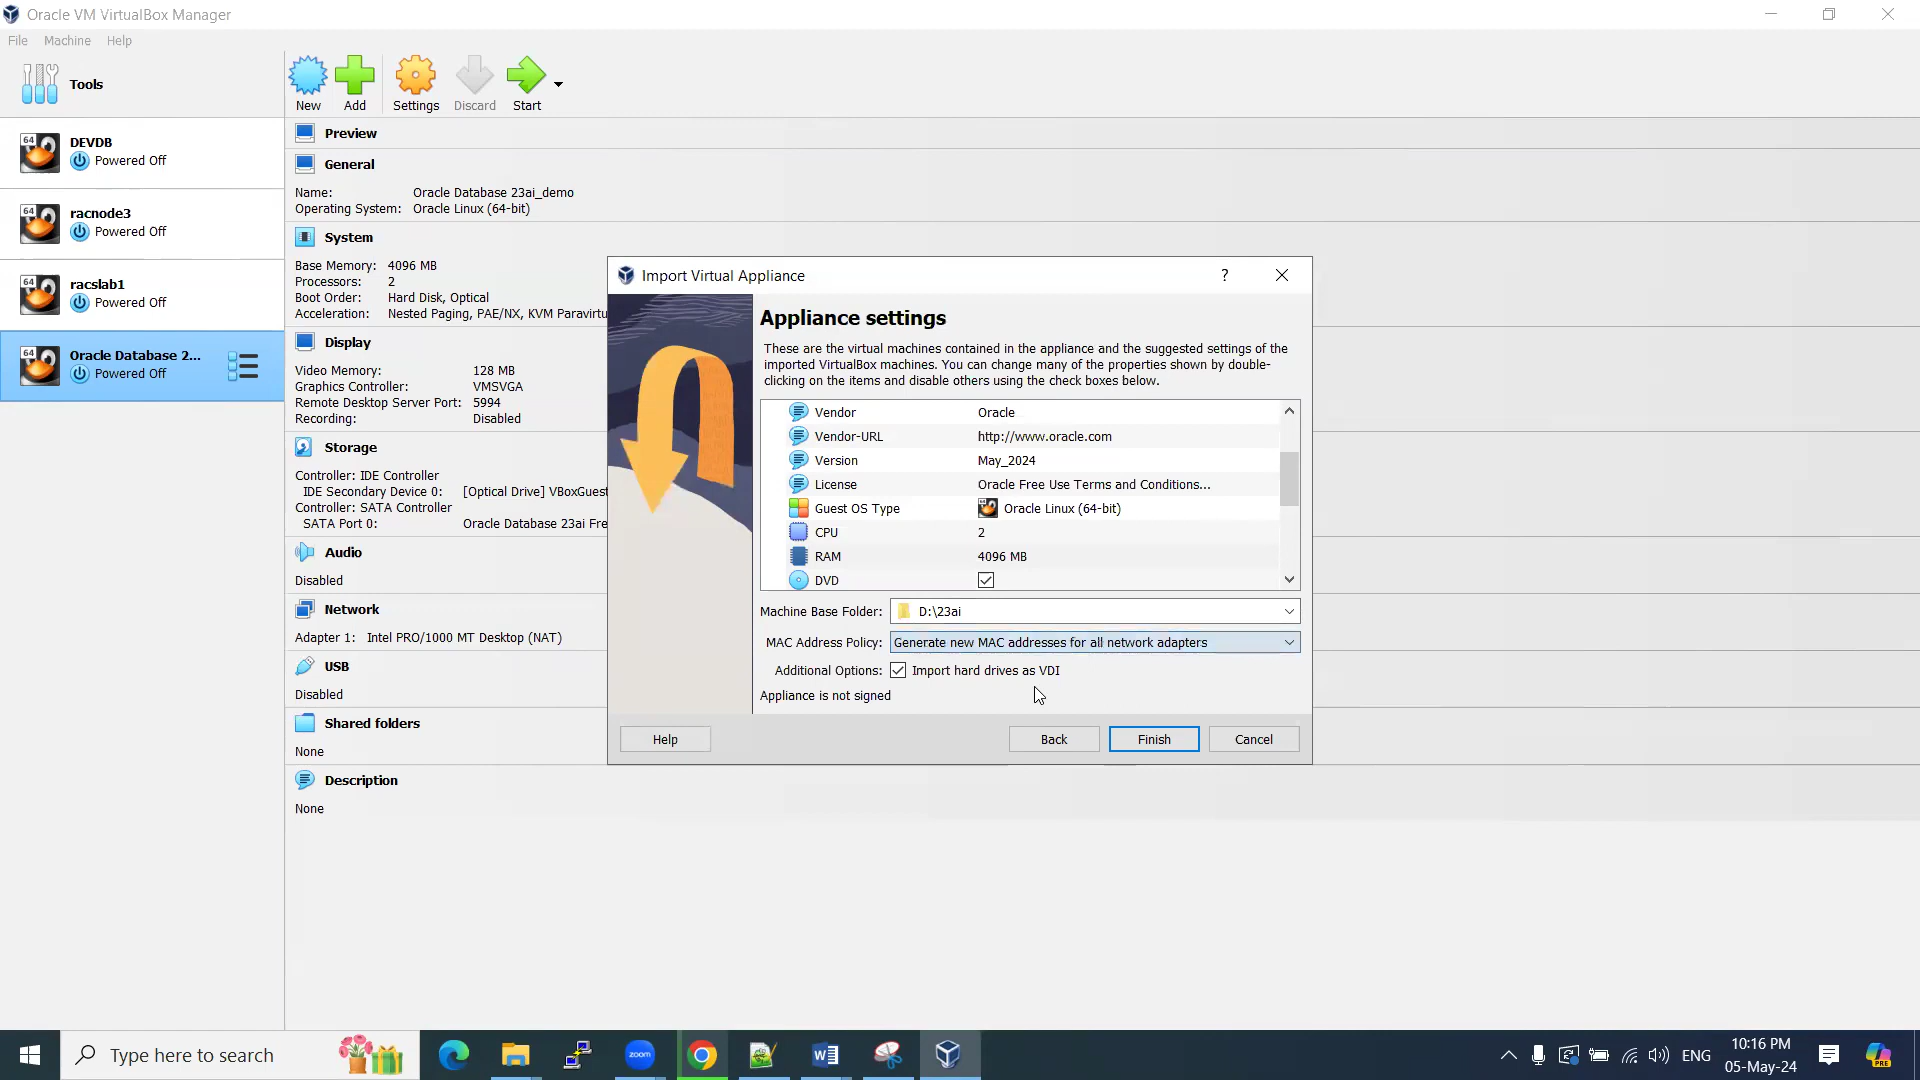 Oracle VM VirtualBox Manager
File Machine Help
Tools
New Add Settings Discard Start
DEVDB
Powered Off
racnode3
Powered Off
racslab1
Powered Off
Oracle Database 2...
Powered Off
Preview
General
Name: Oracle Database 23ai_demo
Operating System: Oracle Linux (64-bit)
System
Base Memory: 4096 MB
Processors: 2
Boot Order: Hard Disk, Optical
Acceleration: Nested Paging, PAE/NX, KVM Paravirtu
Display
Video Memory: 128 MB
Graphics Controller: VMSVGA
Remote Desktop Server Port: 5994
Recording: Disabled
Storage
Controller: IDE Controller
IDE Secondary Device 0: [Optical Drive] VBoxGuest
Controller: SATA Controller
SATA Port 0: Oracle Database 23ai Fre
Audio
Disabled
Network
Adapter 1: Intel PRO/1000 MT Desktop (NAT)
USB
Disabled
Shared folders
None
Description
None
Import Virtual Appliance
?
Appliance settings
These are the virtual machines contained in the appliance and the suggested settings of the
imported VirtualBox machines. You can change many of the properties shown by double-
clicking on the items and disable others using the check boxes below.
Vendor Oracle
Vendor-URL http://www.oracle.com
Version May_2024
License Oracle Free Use Terms and Conditions...
Guest OS Type 64 Oracle Linux (64-bit)
CPU 2
RAM 4096 MB
DVD
Machine Base Folder: D:\23ai
MAC Address Policy: Generate new MAC addresses for all network adapters
Additional Options: Import hard drives as VDI
Appliance is not signed
Help Back Finish Cancel
Type here to search
zoom
ENG
10:16 PM
05-May-24
PRE